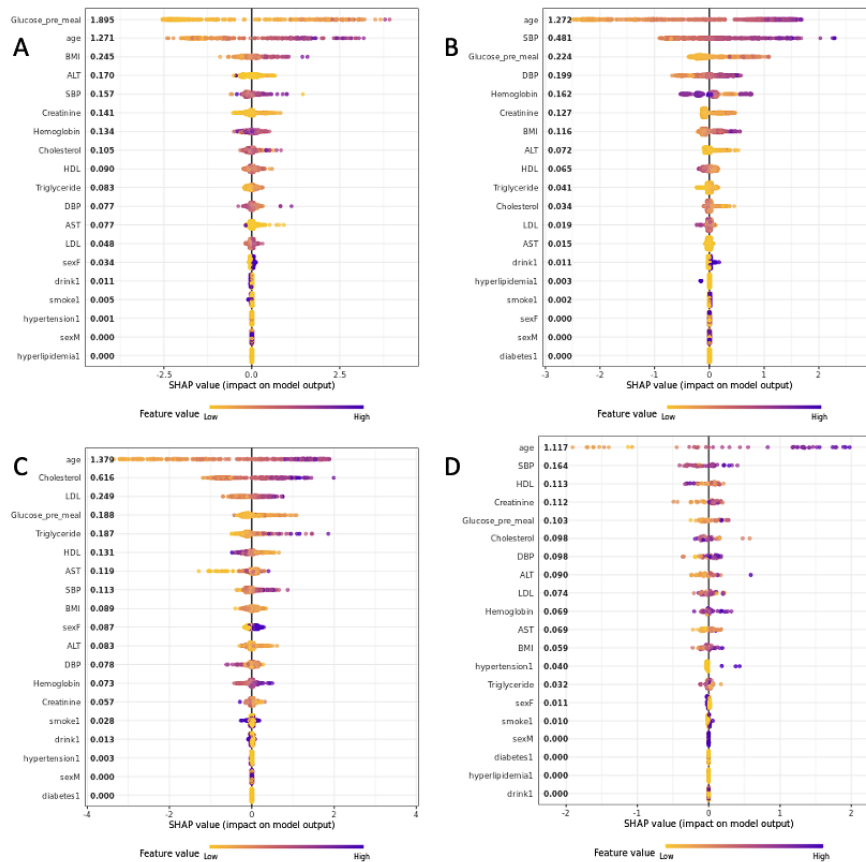 A
Glucose_pre_meal 1.895
age 1.271
BMI 0.245
ALT 0.170
SBP 0.157
Creatinine 0.141
Hemoglobin 0.134
Cholesterol 0.105
HDL 0.090
Triglyceride 0.083
DBP 0.077
AST 0.077
LDL 0.048
sexF 0.034
drink1 0.011
smoke1 0.005
hypertension1 0.001
sexM 0.000
hyperlipidemia1 0.000
-2.5 0.0 2.5
SHAP value (impact on model output)
Feature value Low High
B
age 1.272
SBP 0.481
Glucose_pre_meal 0.224
DBP 0.199
Hemoglobin 0.162
Creatinine 0.127
BMI 0.116
ALT 0.072
HDL 0.065
Triglyceride 0.041
Cholesterol 0.034
LDL 0.019
AST 0.015
drink1 0.011
hyperlipidemia1 0.003
smoke1 0.002
sexF 0.000
sexM 0.000
diabetes1 0.000
-3 -2 -1 0 1 2
SHAP value (impact on model output)
Feature value Low High
C
age 1.379
Cholesterol 0.616
LDL 0.249
Glucose_pre_meal 0.188
Triglyceride 0.187
HDL 0.131
AST 0.119
SBP 0.113
BMI 0.089
sexF 0.087
ALT 0.083
DBP 0.078
Hemoglobin 0.073
Creatinine 0.057
smoke1 0.028
drink1 0.013
hypertension1 0.003
sexM 0.000
diabetes1 0.000
-4 -2 0 2 4
SHAP value (impact on model output)
Feature value Low High
D
age 1.117
SBP 0.164
HDL 0.113
Creatinine 0.112
Glucose_pre_meal 0.103
Cholesterol 0.098
DBP 0.098
ALT 0.090
LDL 0.074
Hemoglobin 0.069
AST 0.069
BMI 0.059
hypertension1 0.040
Triglyceride 0.032
sexF 0.011
smoke1 0.010
sexM 0.000
diabetes1 0.000
hyperlipidemia1 0.000
drink1 0.000
-2 -1 0 1 2
SHAP value (impact on model output)
Feature value Low High